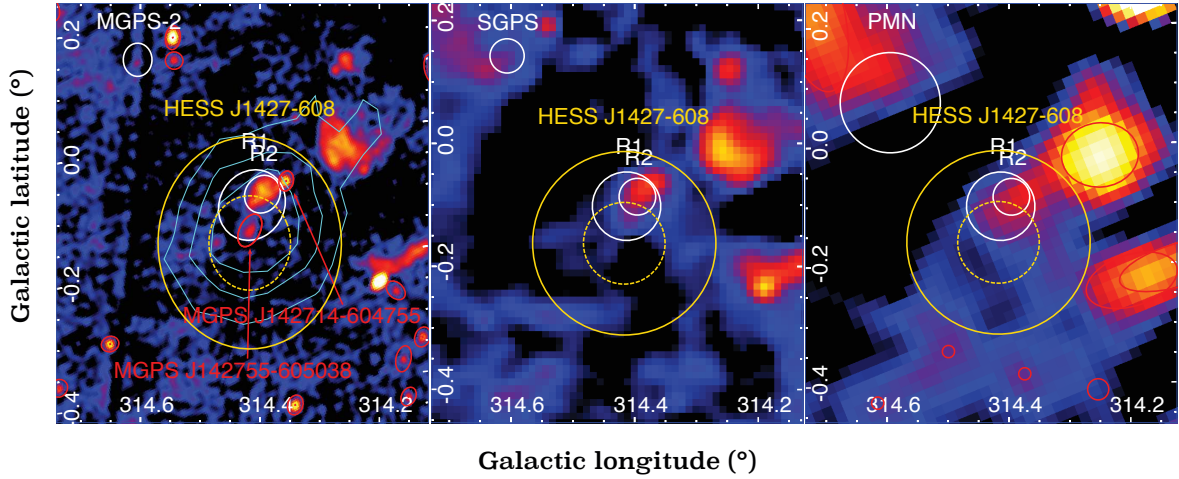 MGPS-2
SGPS
PMN
HESS J1427-608
HESS J1427-608
HESS J1427-608
R1
R2
R1
R2
R1
R2
MGPS J142714-604755
MGPS J142755-605038
Galactic latitude (°)
0.2
0.0
-0.2
-0.4
0.2
0.0
-0.2
-0.4
0.2
0.0
-0.2
-0.4
314.6 314.4 314.2
314.6 314.4 314.2
314.6 314.4 314.2
Galactic longitude (°)